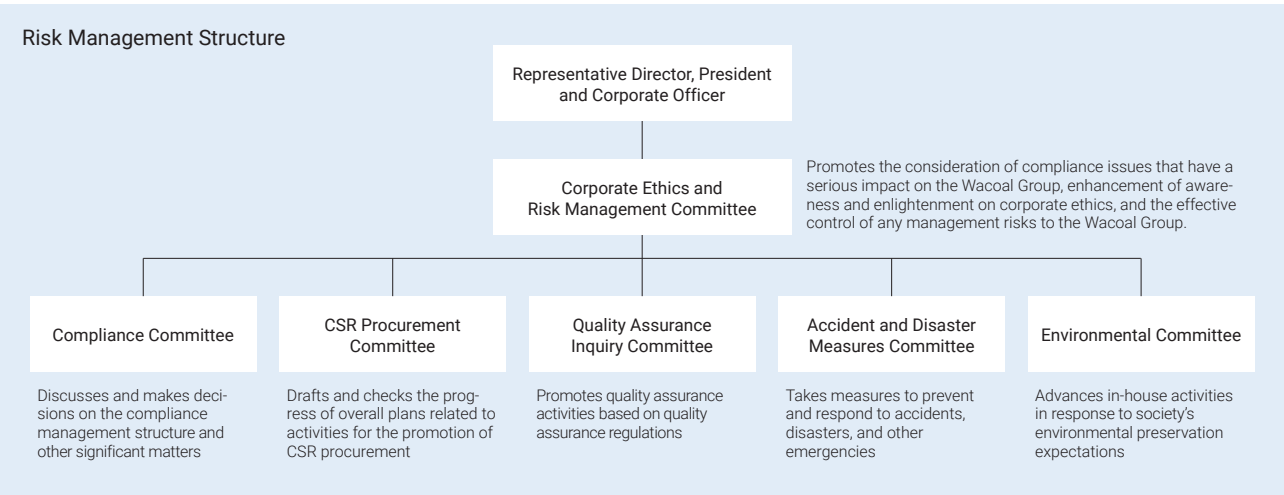 Risk Management Structure
Representative Director, President
and Corporate Officer
Corporate Ethics and
Risk Management Committee
Promotes the consideration of compliance issues that have a
serious impact on the Wacoal Group, enhancement of aware-
ness and enlightenment on corporate ethics, and the effective
control of any management risks to the Wacoal Group.
Compliance Committee
Discusses and makes deci-
sions on the compliance
management structure and
other significant matters
CSR Procurement
Committee
Drafts and checks the prog-
ress of overall plans related to
activities for the promotion of
CSR procurement
Quality Assurance
Inquiry Committee
Promotes quality assurance
activities based on quality
assurance regulations
Accident and Disaster
Measures Committee
Takes measures to prevent
and respond to accidents,
disasters, and other
emergencies
Environmental Committee
Advances in-house activities
in response to society’s
environmental preservation
expectations